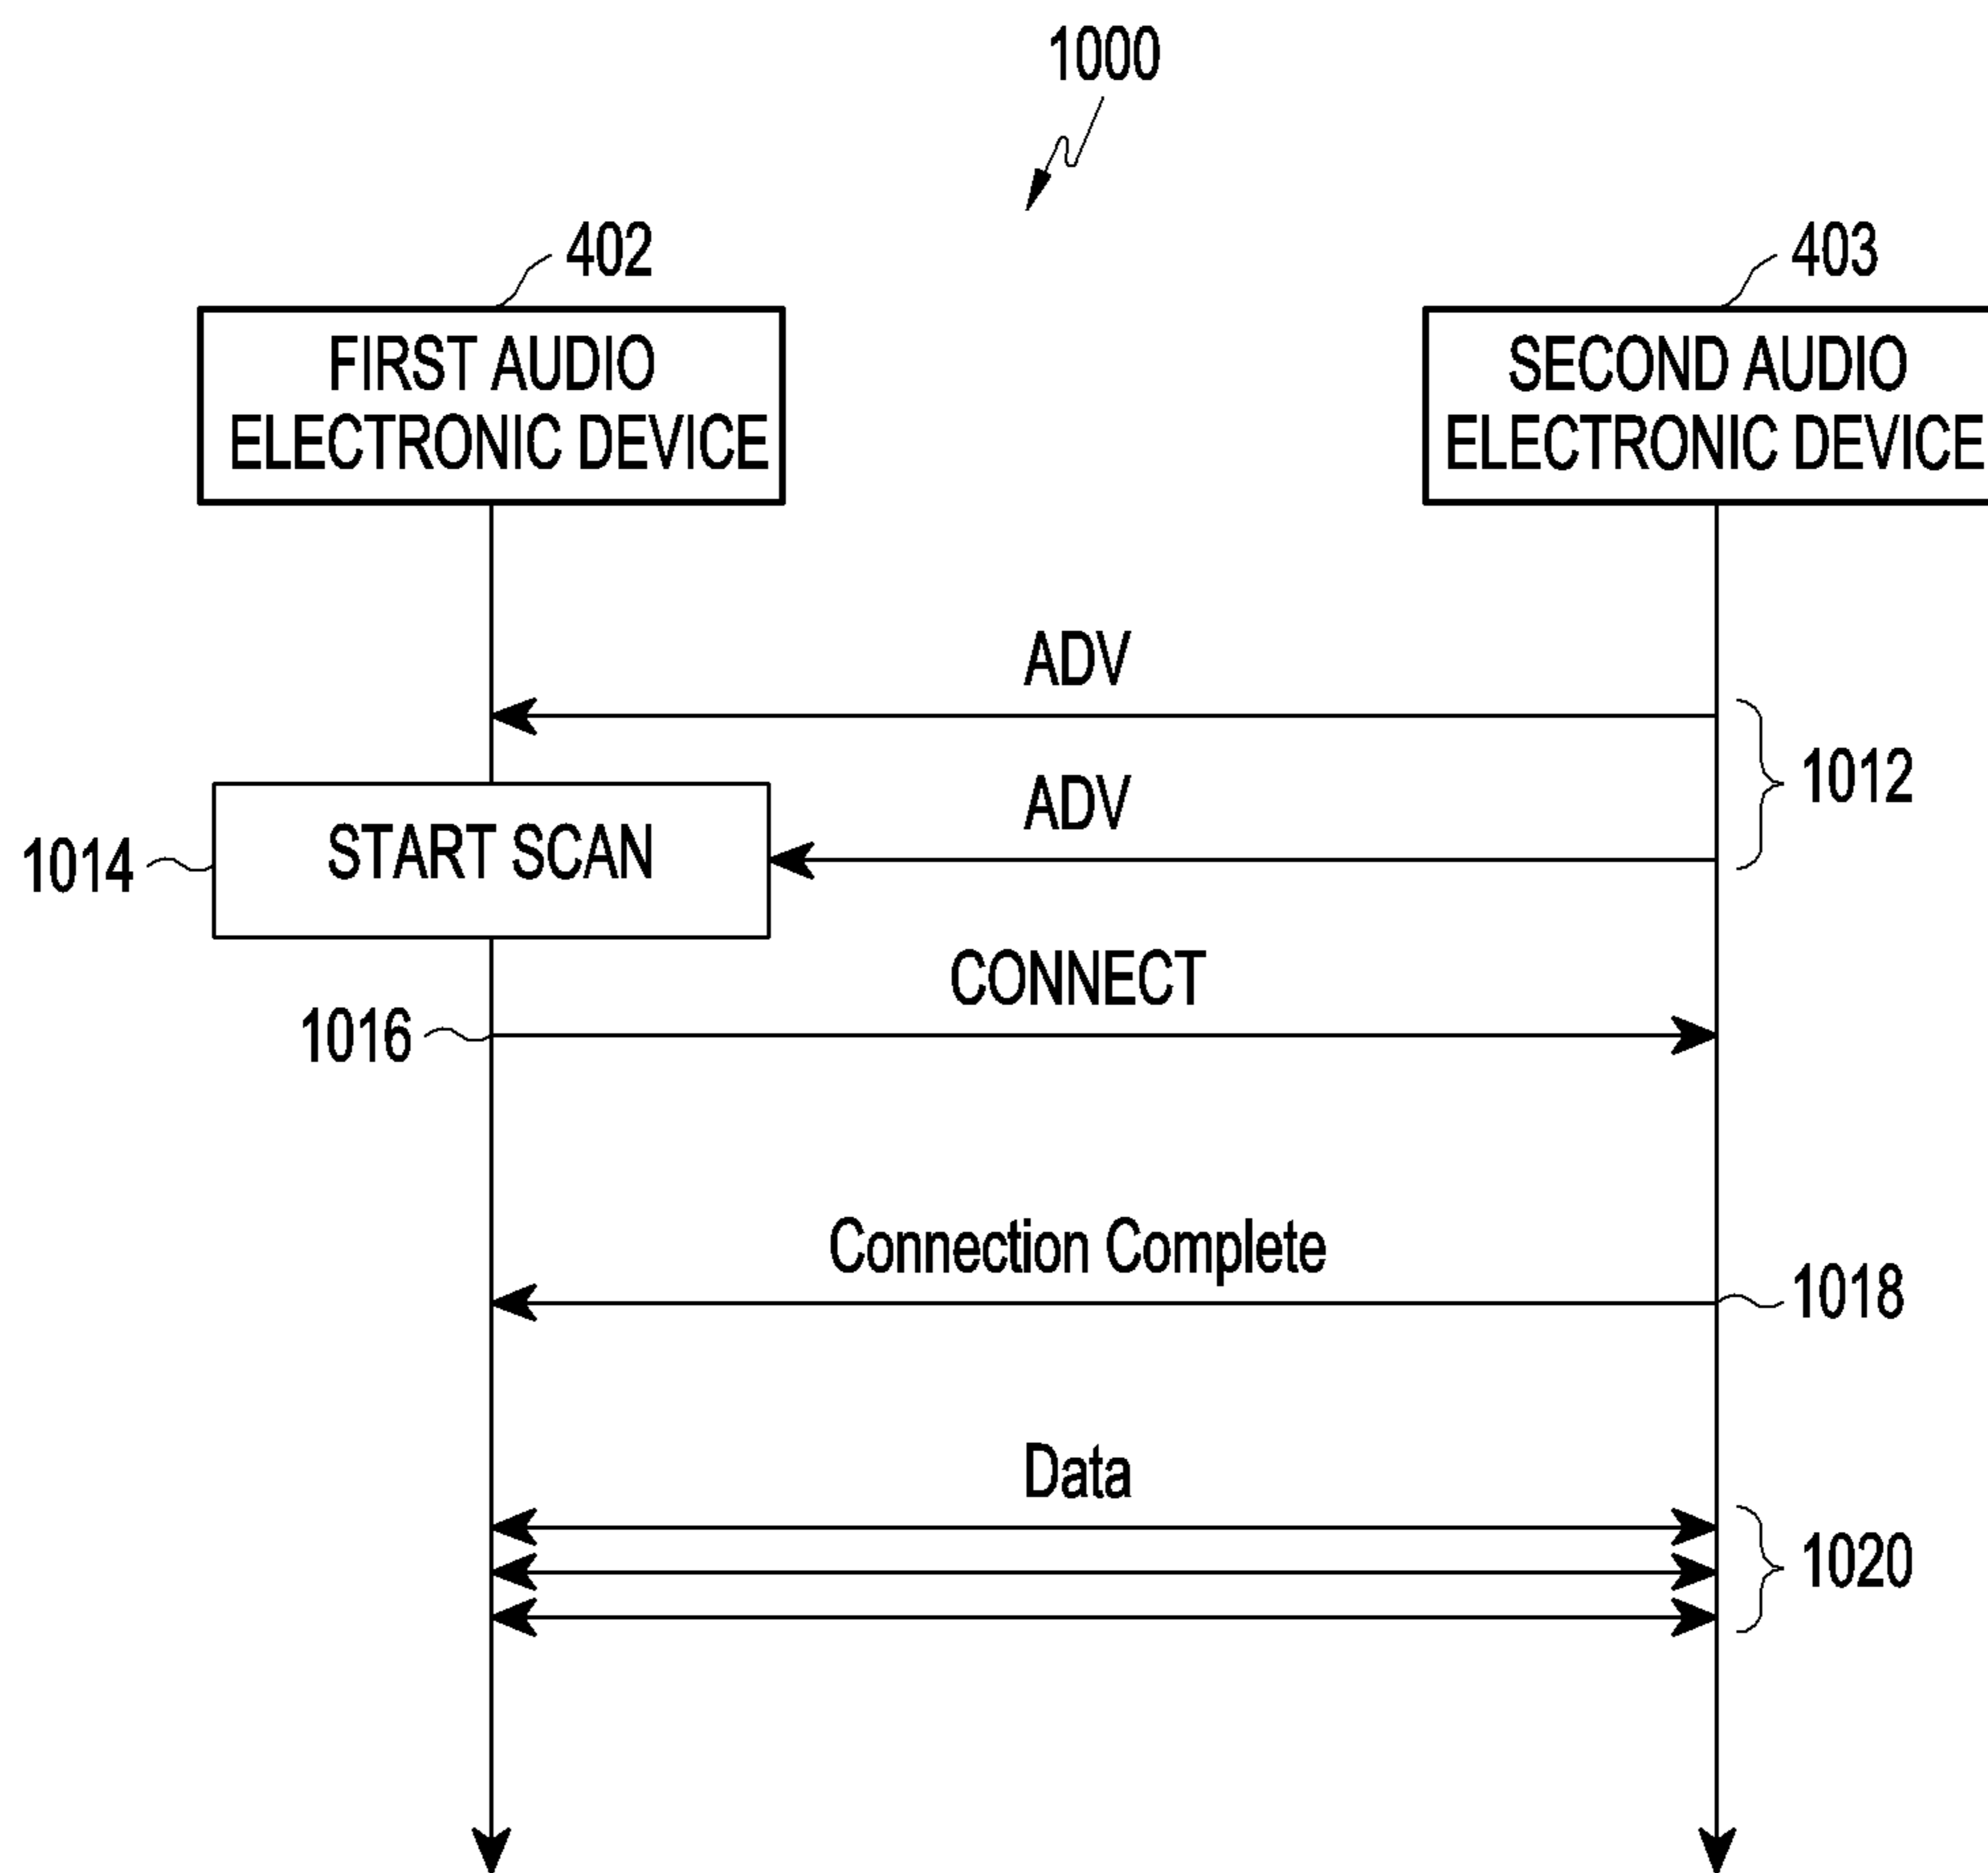 1000
402
403
FIRST AUDIO
ELECTRONIC DEVICE
SECOND AUDIO
ELECTRONIC DEVICE
ADV
1012
ADV
START SCAN
1014
CONNECT
1016
Connection Complete
1018
Data
1020